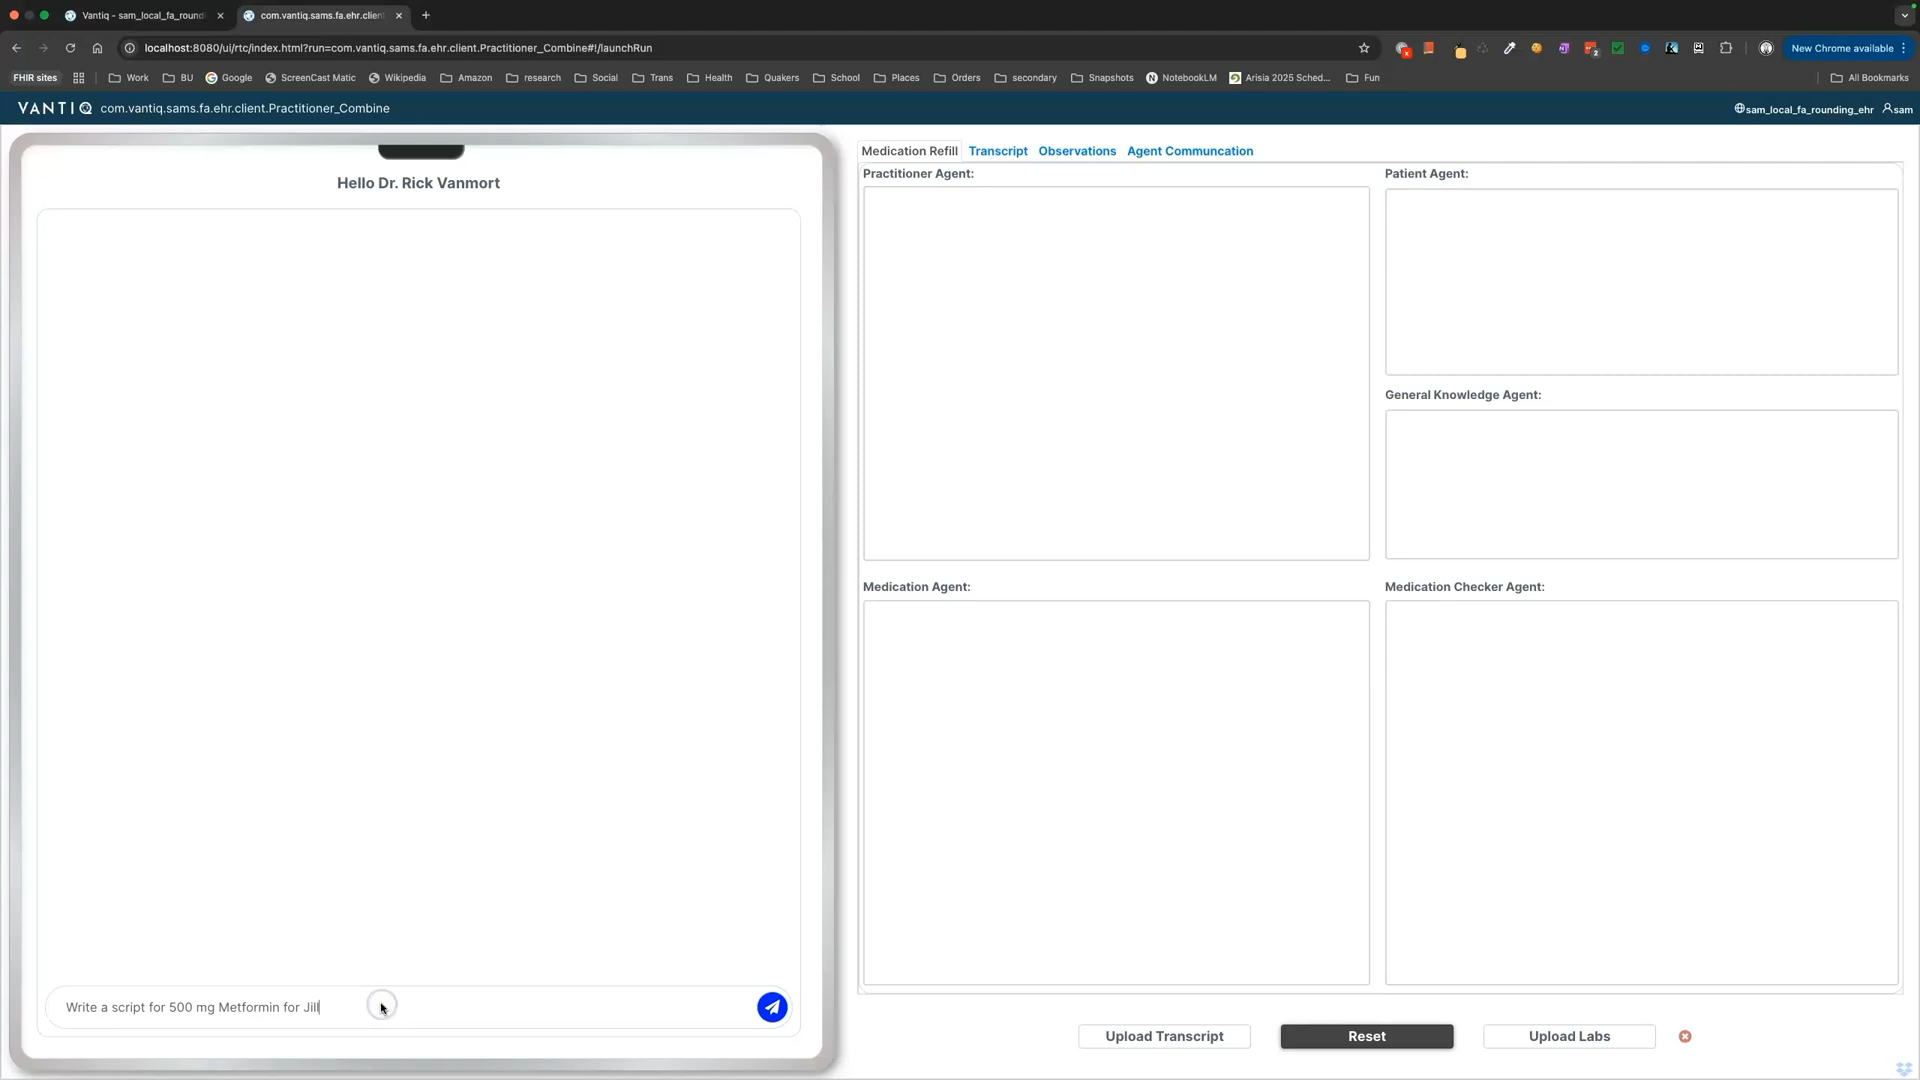 Vantiq - sam_local_fa_round
com.vantiq.sams.fa.ehr.clien
localhost:8080/ui/rtc/index.html?run=com.vantiq.sams.fa.ehr.client.Practitioner_Combine#!/launchRun
2
New Chrome available
FHIR sites
Work
BU
Google
ScreenCast Matic
Wikipedia
Amazon
research
Social
Trans
Health
Quakers
School
Places
Orders
secondary
Snapshots
NotebookLM
Arisia 2025 Sched...
Fun
All Bookmarks
VANTIQ
com.vantiq.sams.fa.ehr.client.Practitioner_Combine
sam_local_fa_rounding_ehr
sam
Hello Dr. Rick Vanmort
Write a script for 500 mg Metformin for Jill
Medication Refill
Transcript
Observations
Agent Communcation
Practitioner Agent:
Patient Agent:
General Knowledge Agent:
Medication Agent:
Medication Checker Agent:
Upload Transcript
Reset
Upload Labs